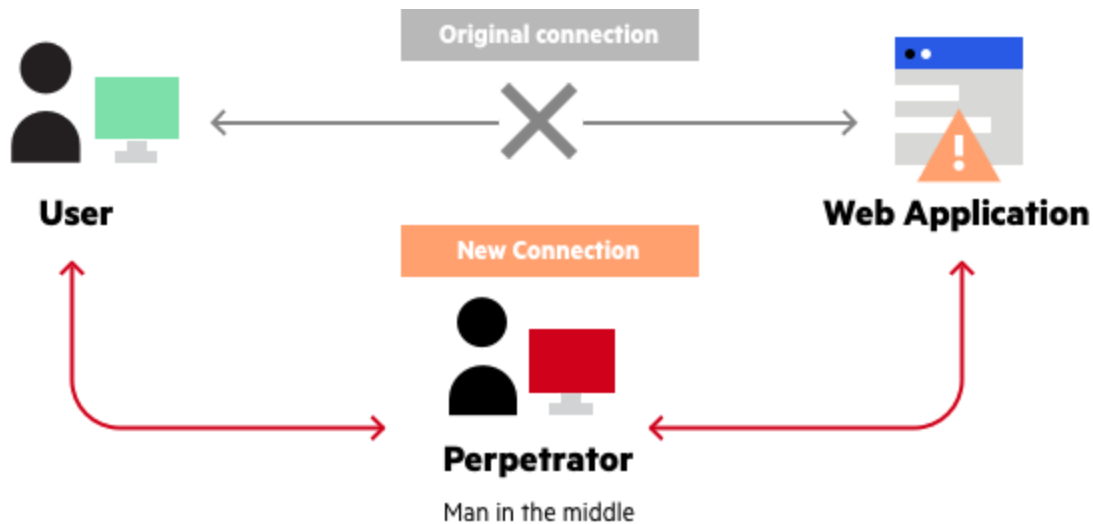 Original connection
User
Web Application
New Connection
Perpetrator
Man in the middle